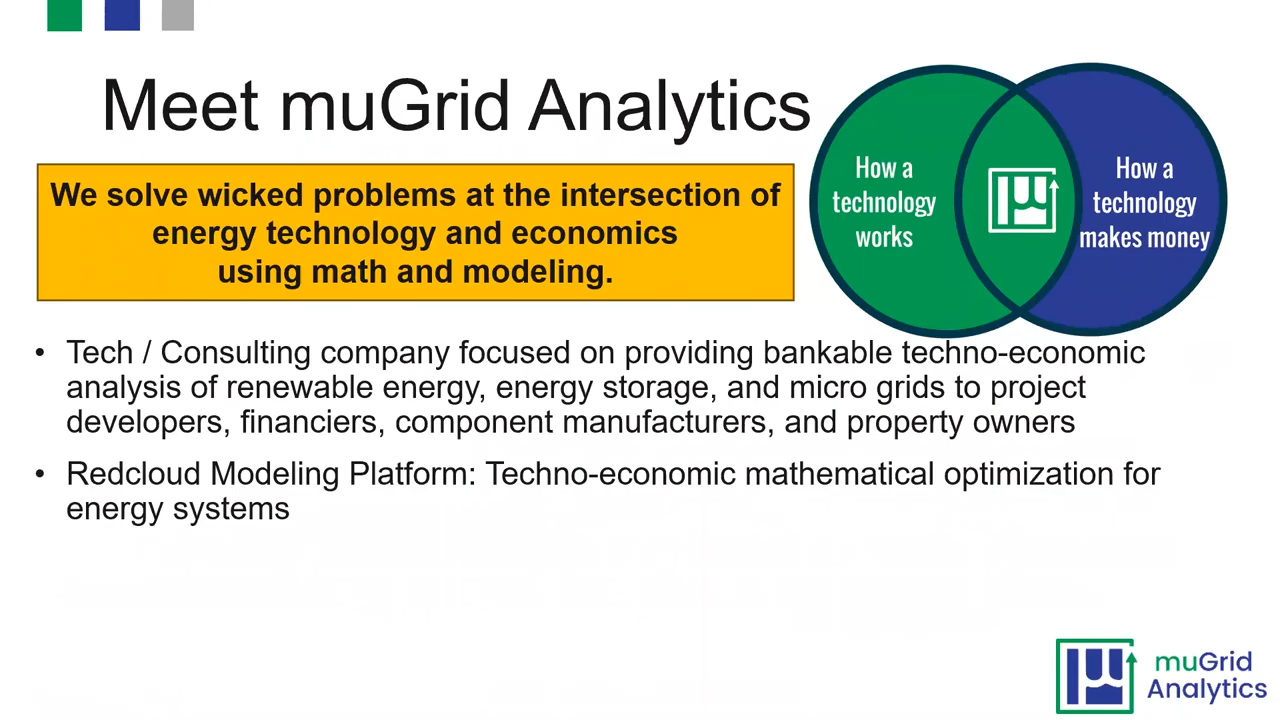 Meet muGrid Analytics
We solve wicked problems at the intersection of
energy technology and economics
using math and modeling.
How a
technology
works
How a
technology
makes money
• Tech / Consulting company focused on providing bankable techno-economic
analysis of renewable energy, energy storage, and micro grids to project
developers, financiers, component manufacturers, and property owners
• Redcloud Modeling Platform: Techno-economic mathematical optimization for
energy systems
muGrid
Analytics